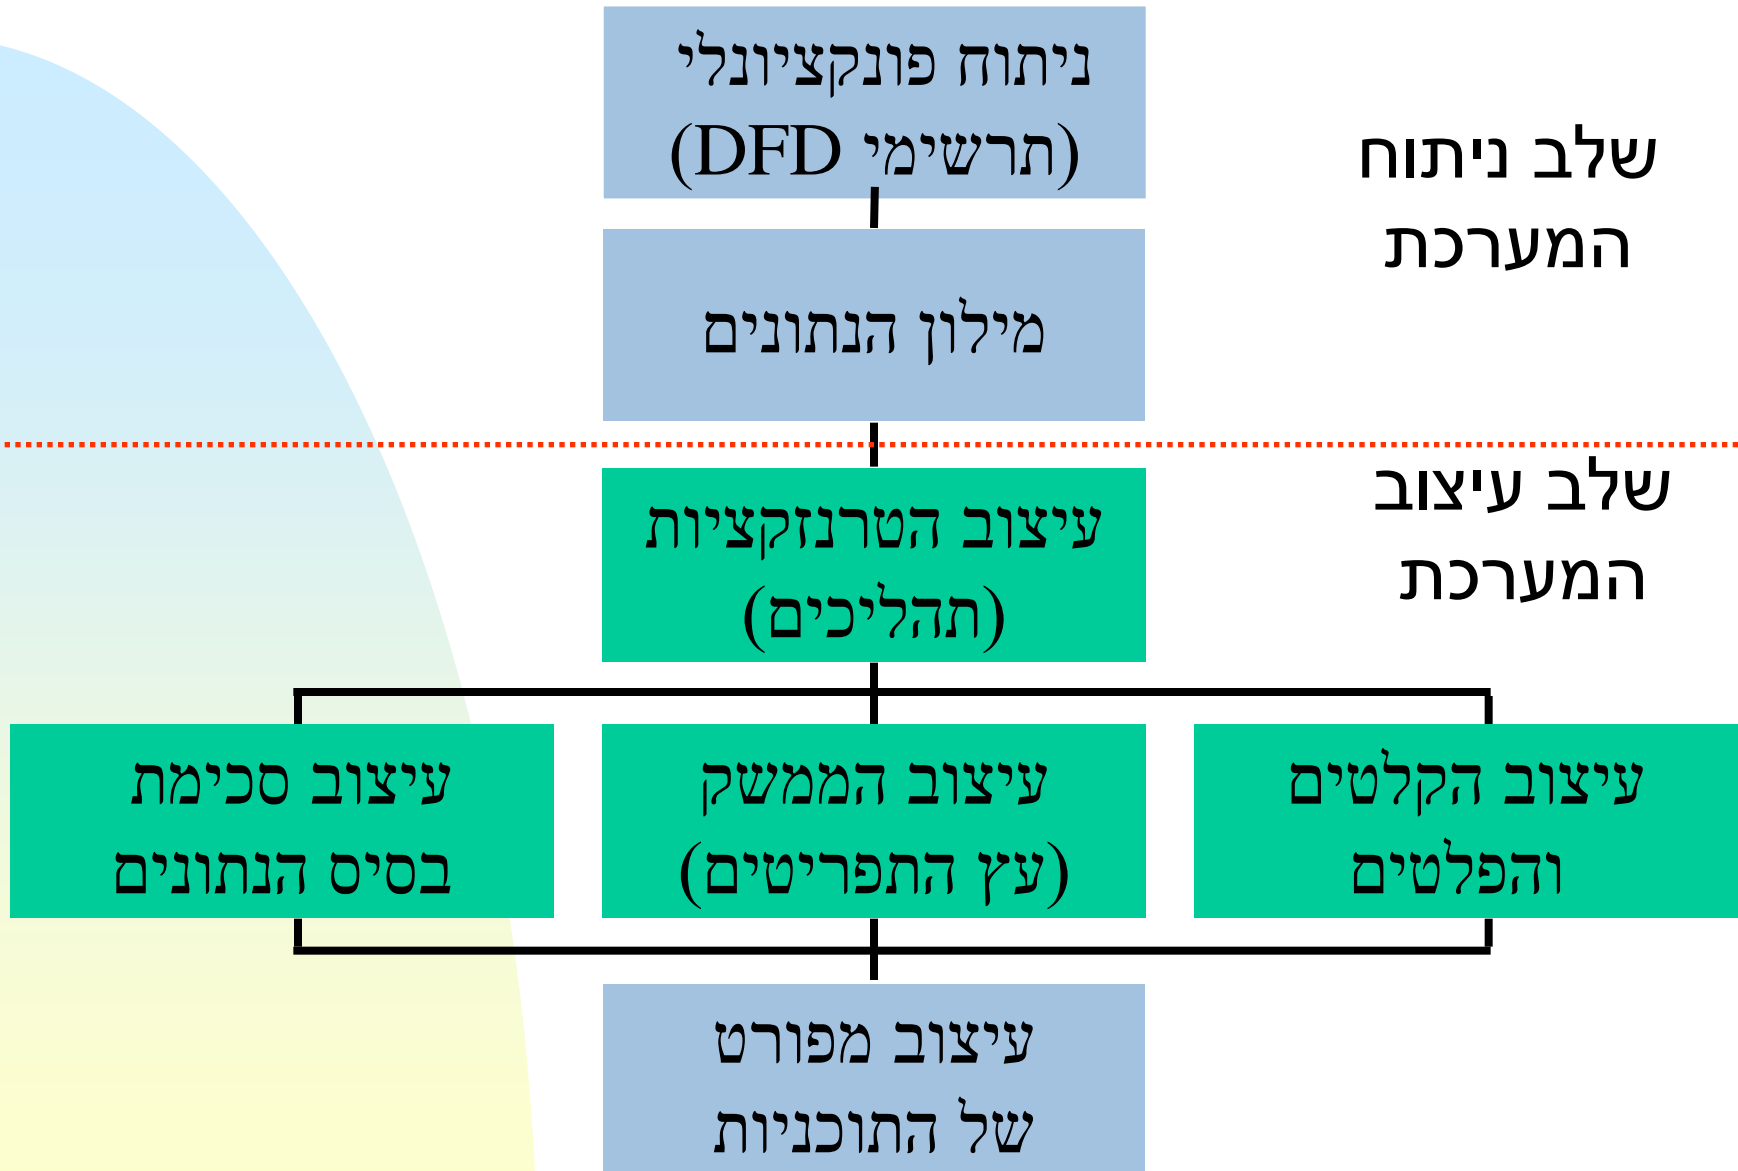 ניתוח פונקציונלי
(תרשימי DFD)
שלב ניתוח
המערכת
מילון הנתונים
שלב עיצוב
המערכת
עיצוב הטרנזקציות
(תהליכים)
עיצוב הקלטים
והפלטים
עיצוב הממשק
(עץ התפריטים)
עיצוב סכימת
בסיס הנתונים
עיצוב מפורט
של התוכניות